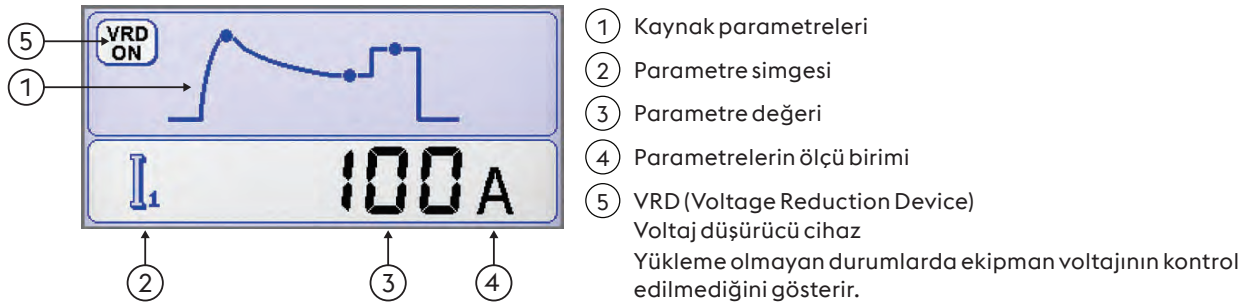 5
VRD
ON
1
I1
100 A
2
3
4
1 Kaynak parametreleri
2 Parametre simgesi
3 Parametre değeri
4 Parametrelerin ölçü birimi
5 VRD (Voltage Reduction Device)
Voltaj düşürücü cihaz
Yükleme olmayan durumlarda ekipman voltajının kontrol
edilmediğini gösterir.